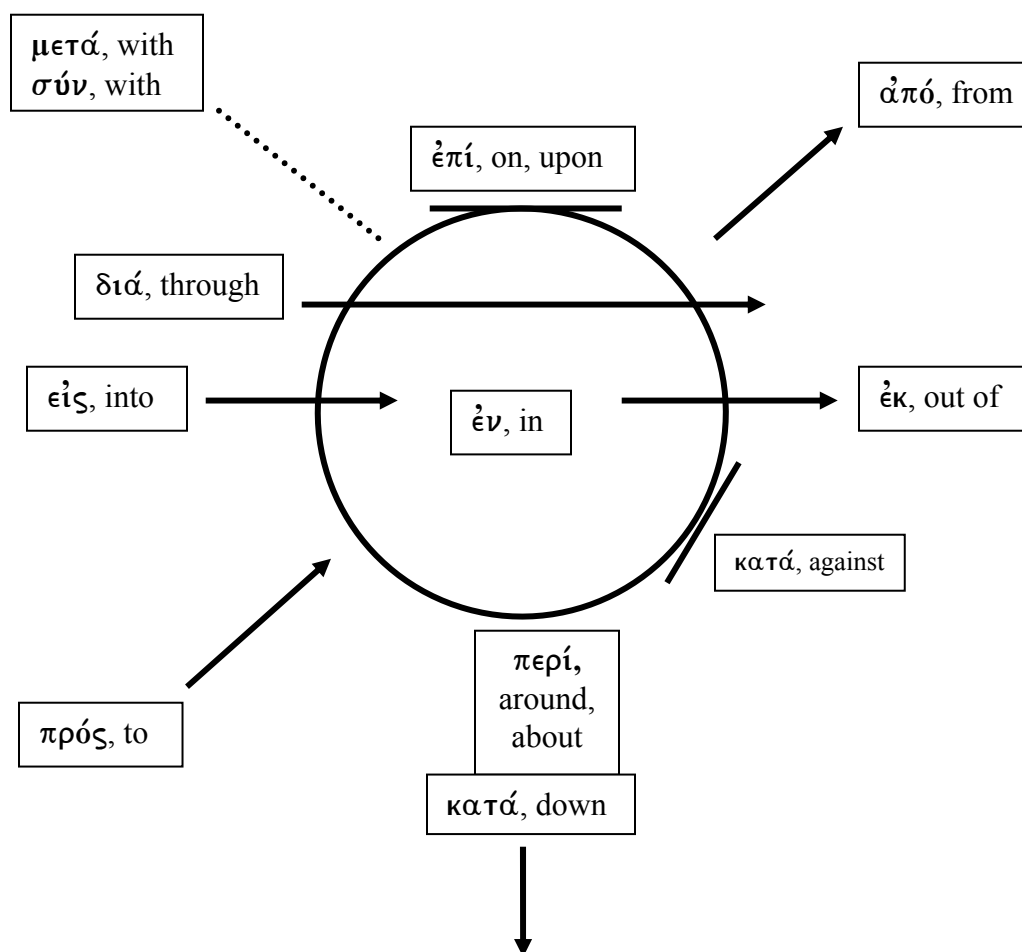 μετά, with
σύν, with
ἀπό, from
ἐπί, on, upon
διά, through
εἰς, into
ἐν, in
ἐκ, out of
κατά, against
περί,
around,
about
πρός, to
κατά, down